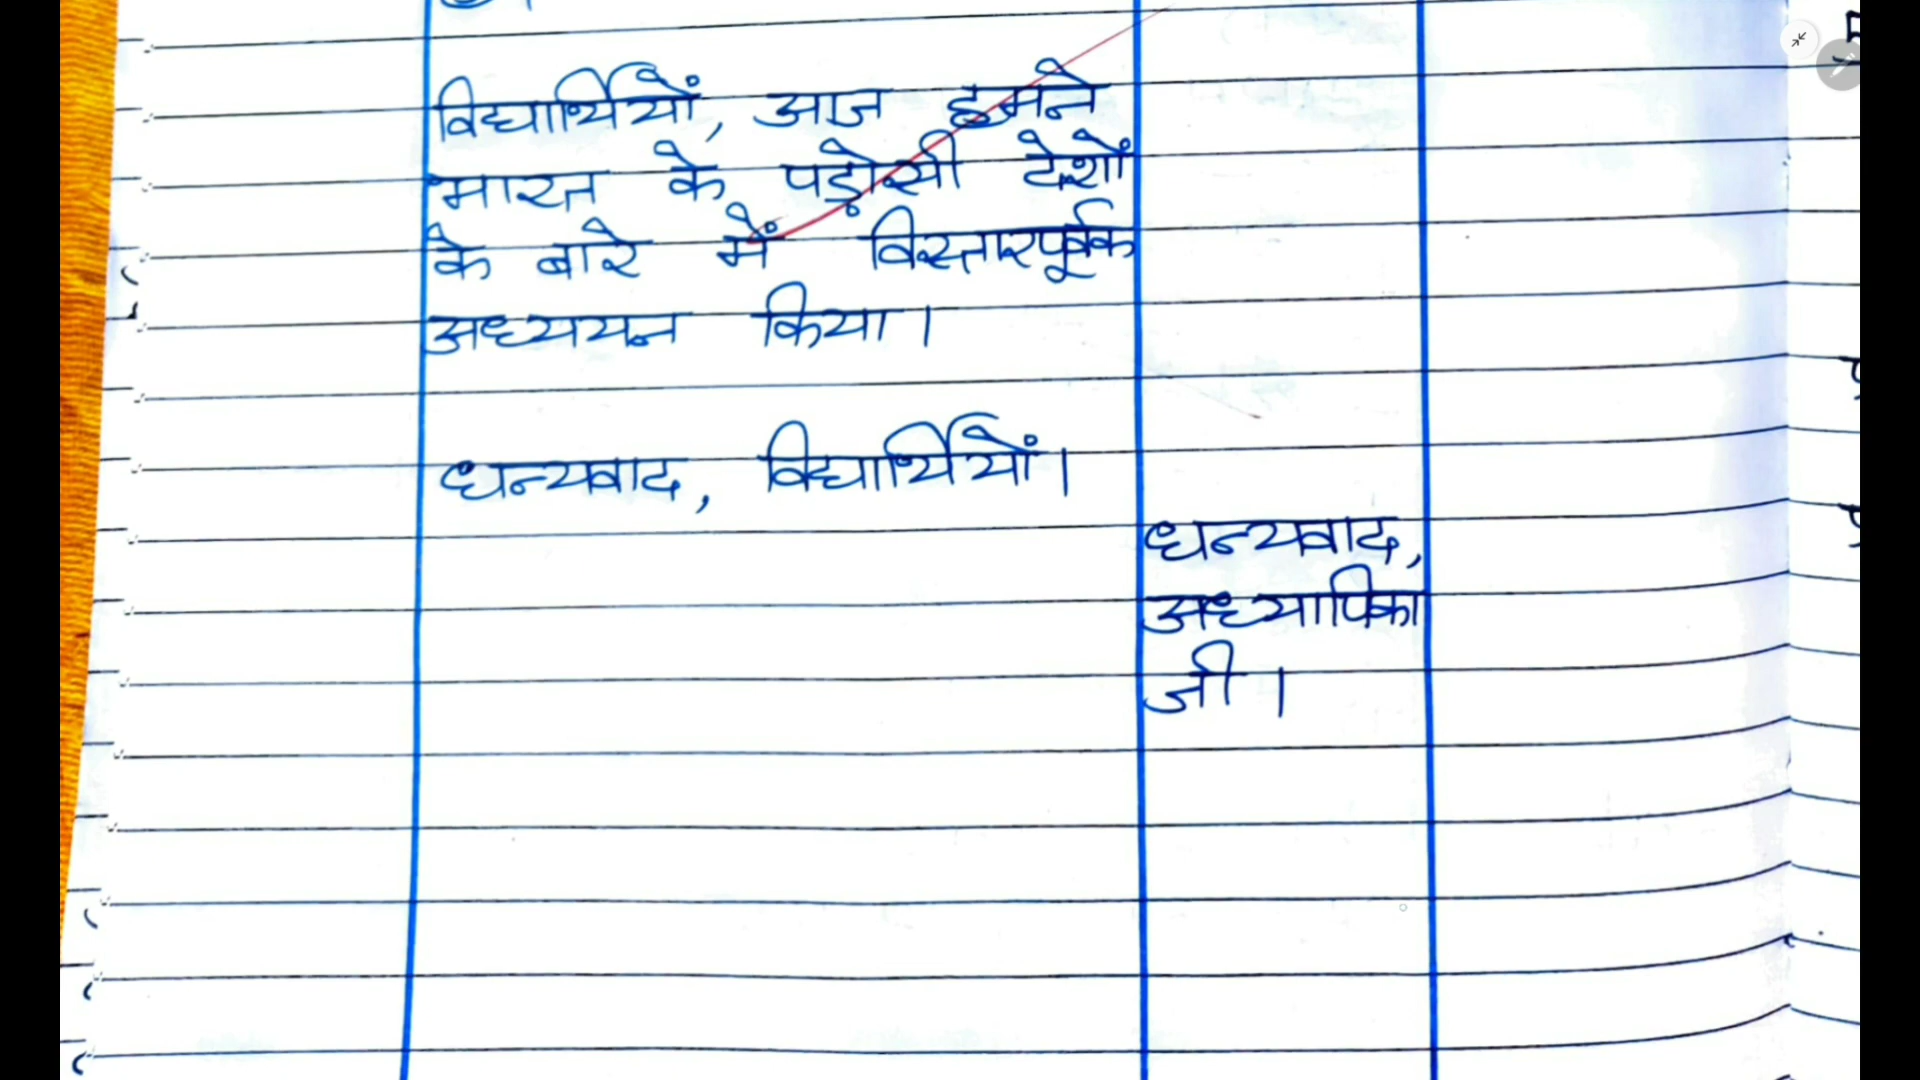 विद्यार्थियों, आज हमने
भारत के पड़ोसी देशों
के बारे में विस्तारपूर्वक
अध्ययन किया।
धन्यवाद, विद्यार्थियों।
धन्यवाद,
अध्यापिका
जी।